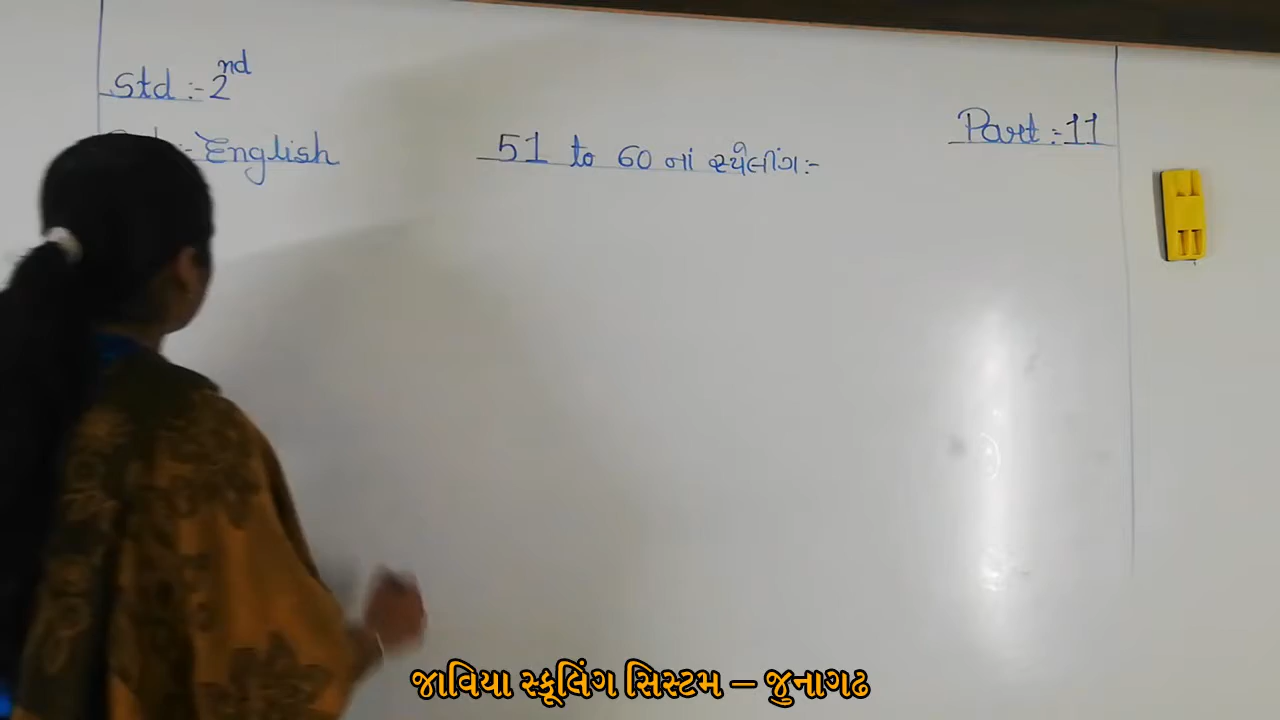 Std :- 2nd
:- English
51 to 60 નાં સ્પેલીંગ:-
Part :- 11
જાવિયા સ્કૂલિંગ સિસ્ટમ – જુનાગઢ